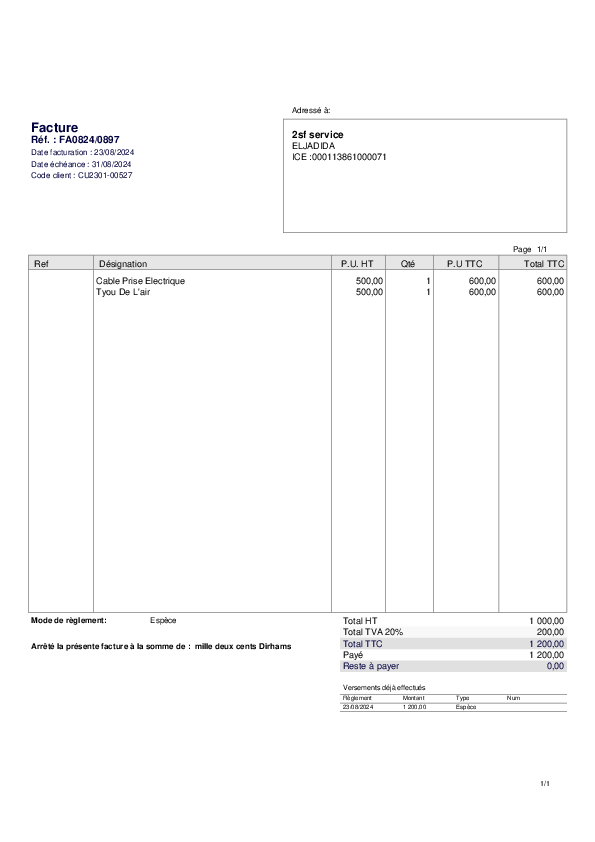 Adressé à:
Facture
Réf. : FA0824/0897
Date facturation : 23/08/2024
Date échéance : 31/08/2024
Code client : CU2301-00527
2sf service
ELJADIDA
ICE :000113861000071
Page 1/1
Ref Désignation P.U. HT Qté P.U TTC Total TTC
Cable Prise Electrique 500,00 1 600,00 600,00
Tyou De L'air 500,00 1 600,00 600,00
Mode de règlement: Espèce
Arrêté la présente facture à la somme de : mille deux cents Dirhams
Total HT 1 000,00
Total TVA 20% 200,00
Total TTC 1 200,00
Payé 1 200,00
Reste à payer 0,00
Versements déjà effectués
Règlement Montant Type Num
23/08/2024 1 200,00 Espèce
1/1